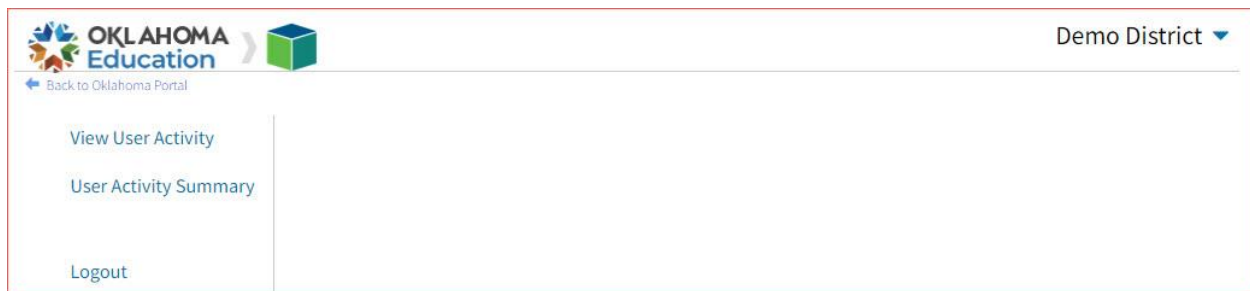 OKLAHOMA
Education
Demo District
Back to Oklahoma Portal
View User Activity
User Activity Summary
Logout